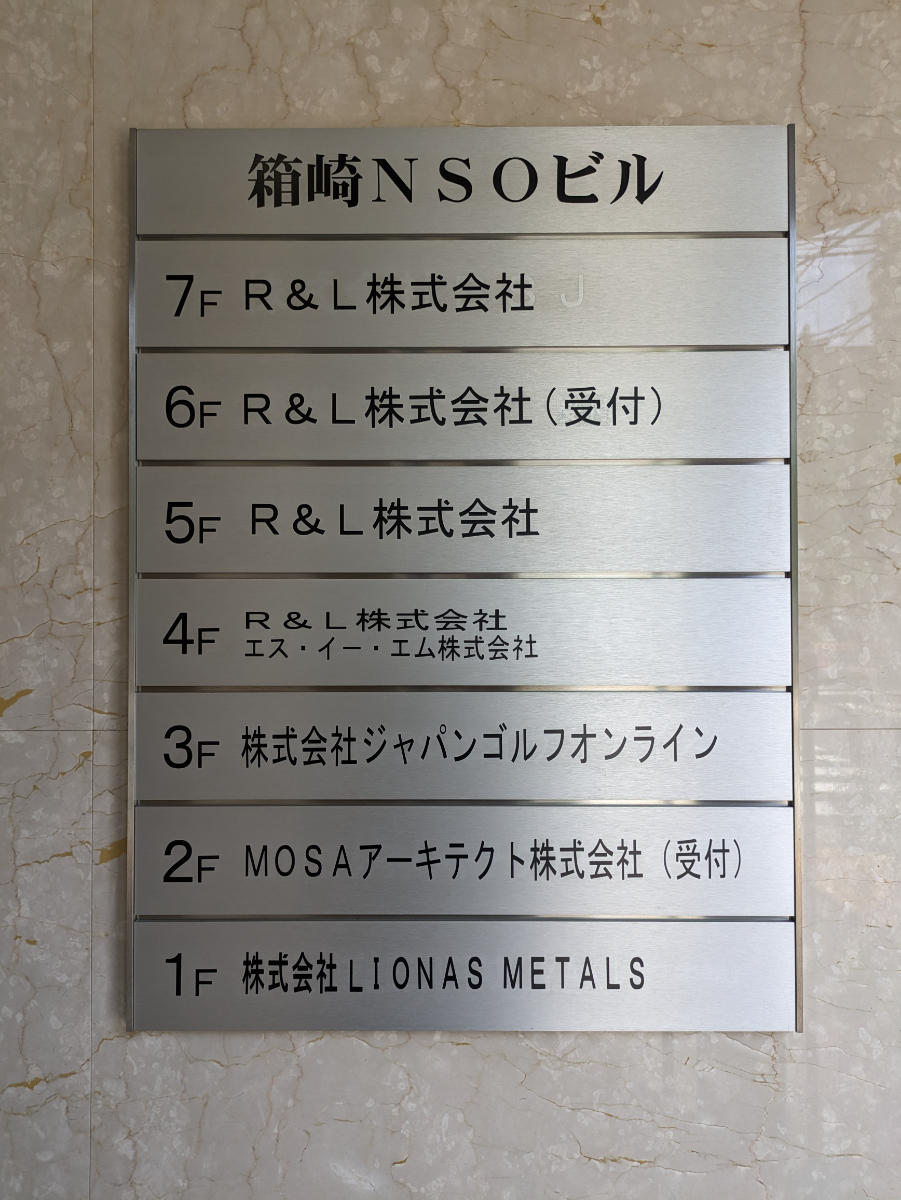 箱崎ＮＳＯビル
7F Ｒ＆Ｌ株式会社
6F Ｒ＆Ｌ株式会社（受付）
5F Ｒ＆Ｌ株式会社
4F Ｒ＆Ｌ株式会社
エス・イー・エム株式会社
3F 株式会社ジャパンゴルフオンライン
2F ＭＯＳＡアーキテクト株式会社（受付）
1F 株式会社ＬＩＯＮＡＳ ＭＥＴＡＬＳ